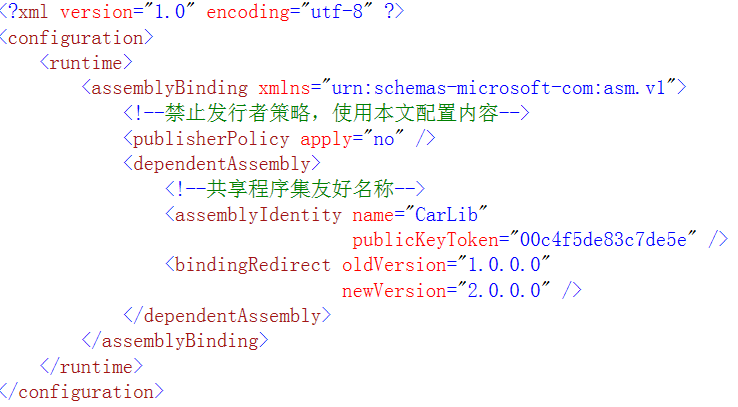 <?xml version="1.0" encoding="utf-8" ?>
<configuration>
<runtime>
<assemblyBinding xmlns="urn:schemas-microsoft-com:asm.v1">
<!--禁止发行者策略，使用本文配置内容-->
<publisherPolicy apply="no" />
<dependentAssembly>
<!--共享程序集友好名称-->
<assemblyIdentity name="CarLib"
publicKeyToken="00c4f5de83c7de5e" />
<bindingRedirect oldVersion="1.0.0.0"
newVersion="2.0.0.0" />
</dependentAssembly>
</assemblyBinding>
</runtime>
</configuration>